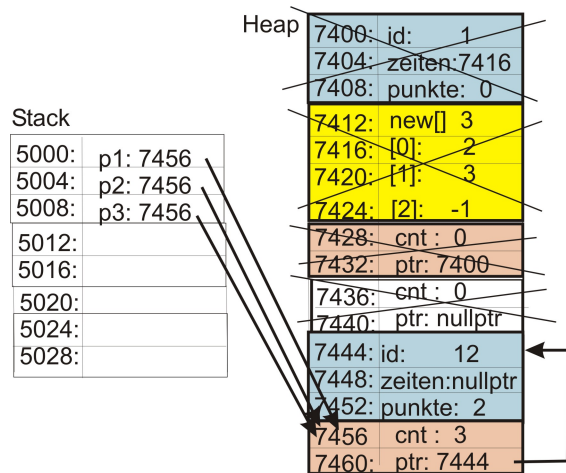 Heap
7400: id: 1
7404: zeiten:7416
7408: punkte: 0
7412: new[] 3
7416: [0]: 2
7420: [1]: 3
7424: [2]: -1
7428: cnt : 0
7432: ptr: 7400
7436: cnt : 0
7440: ptr: nullptr
7444: id: 12
7448: zeiten:nullptr
7452: punkte: 2
7456 cnt : 3
7460: ptr: 7444
Stack
5000: p1: 7456
5004: p2: 7456
5008: p3: 7456
5012:
5016:
5020:
5024:
5028: